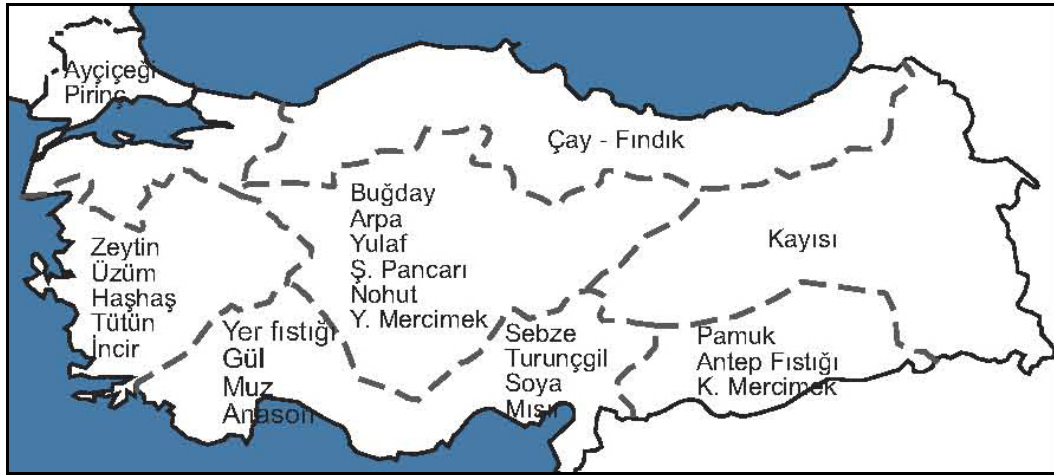 Ayçiçeği
Pirinç
Çay - Fındık
Buğday
Arpa
Yulaf
Ş. Pancarı
Nohut
Y. Mercimek
Kayısı
Zeytin
Üzüm
Haşhaş
Tütün
İncir
Yer fıstığı
Gül
Muz
Anason
Sebze
Turunçgil
Soya
Mısır
Pamuk
Antep Fıstığı
K. Mercimek